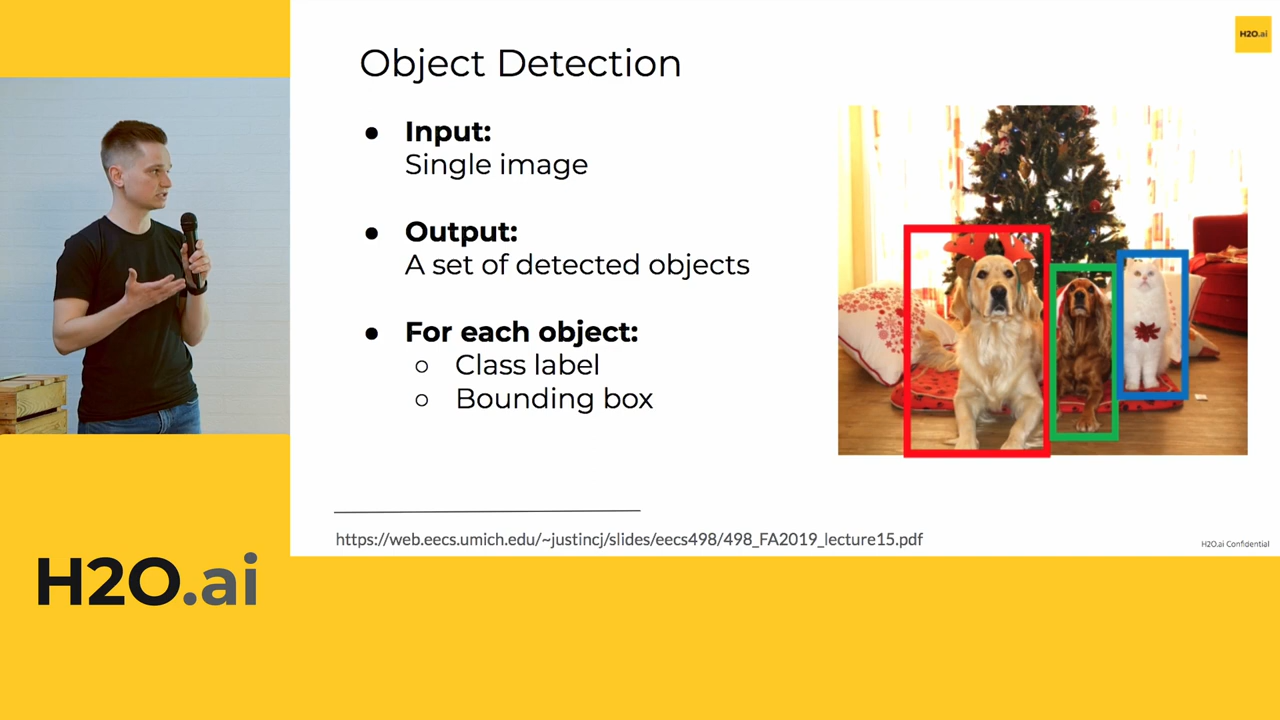 H2O.ai
Object Detection
● Input:
Single image
● Output:
A set of detected objects
● For each object:
○ Class label
○ Bounding box
https://web.eecs.umich.edu/~justincj/slides/eecs498/498_FA2019_lecture15.pdf
H2O.ai Confidential
H2O.ai